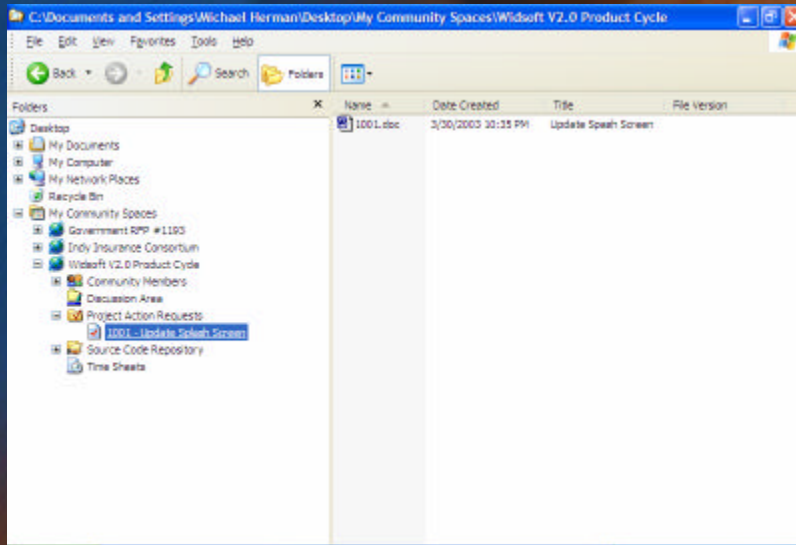 C:\Documents and Settings\Michael Herman\Desktop\My Community Spaces\Widsoft V2.0 Product Cycle
File Edit View Favorites Tools Help
Back Search Folders
Folders Name Date Created Title File Version
1001.doc 3/30/2003 10:35 PM Update Spash Screen
Desktop
My Documents
My Computer
My Network Places
Recycle Bin
My Community Spaces
Government RFP #1193
Indy Insurance Consortium
Widsoft V2.0 Product Cycle
Community Members
Discussion Area
Project Action Requests
1001 - Update Splash Screen
Source Code Repository
Time Sheets